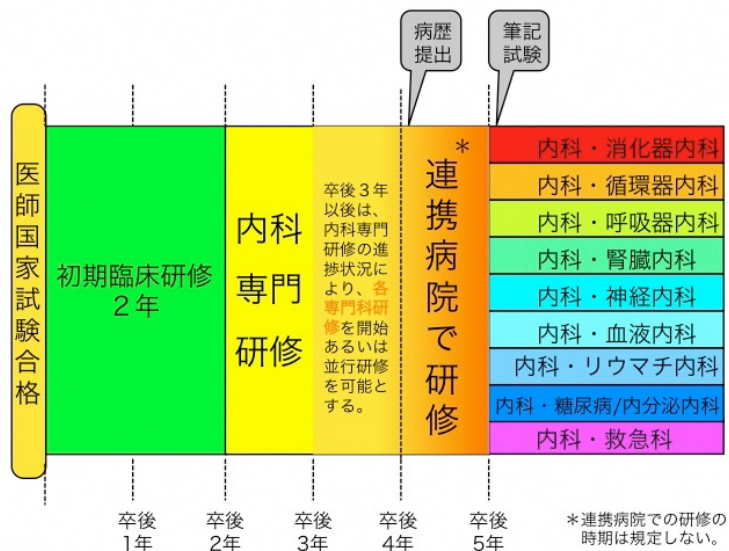 病歴
提出
筆記
試験
医師国家試験合格
初期臨床研修
2年
内科
専門
研修
卒後3年
以後は、
内科専門
研修の進
捗状況に
より、各
専門科研
修を開始
あるいは
並行研修
を可能と
する。
*
連携病院で研修
内科・消化器内科
内科・循環器内科
内科・呼吸器内科
内科・腎臓内科
内科・神経内科
内科・血液内科
内科・リウマチ内科
内科・糖尿病/内分泌内科
内科・救急科
卒後
1年
卒後
2年
卒後
3年
卒後
4年
卒後
5年
*連携病院での研修の
時期は規定しない。